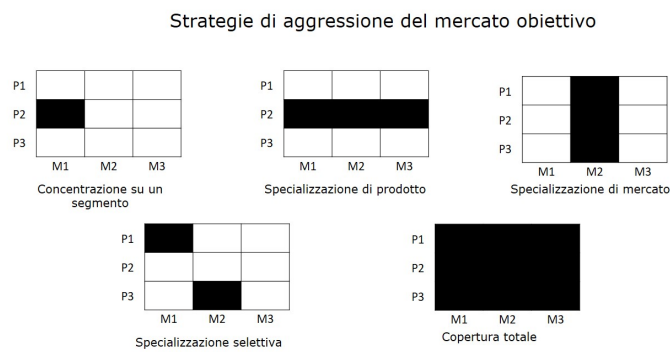 Strategie di aggressione del mercato obiettivo
P1
P2
P3
M1 M2 M3
Concentrazione su un
segmento
P1
P2
P3
M1 M2 M3
Specializzazione di prodotto
P1
P2
P3
M1 M2 M3
Specializzazione di mercato
P1
P2
P3
M1 M2 M3
Specializzazione selettiva
P1
P2
P3
M1 M2 M3
Copertura totale